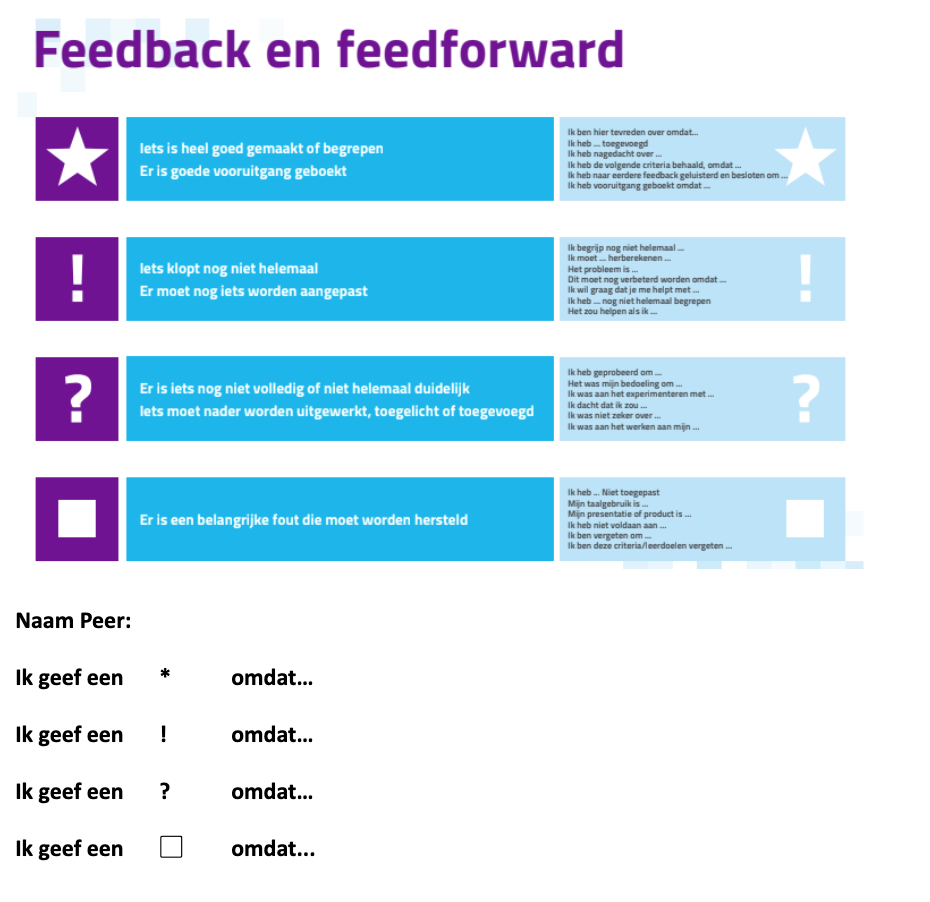 Feedback en feedforward
Iets is heel goed gemaakt of begrepen
Er is goede vooruitgang geboekt
Ik ben hier tevreden over omdat...
Ik heb ... toegevoegd
Ik heb nagedacht over ...
Ik heb de volgende criteria behaald, omdat ...
Ik heb naar eerdere feedback geluisterd en besloten om ...
Ik heb vooruitgang geboekt omdat ...
!
Iets klopt nog niet helemaal
Er moet nog iets worden aangepast
Ik begrijp nog niet helemaal ...
Ik moet ... herberekenen ...
Het probleem is ...
Dit moet nog verbeterd worden omdat ...
Ik wil graag dat je me helpt met ...
Ik heb ... nog niet helemaal begrepen
Het zou helpen als ik ...
!
?
Er is iets nog niet volledig of niet helemaal duidelijk
Iets moet nader worden uitgewerkt, toegelicht of toegevoegd
Ik heb geprobeerd om ...
Het was mijn bedoeling om ...
Ik was aan het experimenteren met ...
Ik dacht dat ik zou ...
Ik was niet zeker over ...
Ik was aan het werken aan mijn ...
?
Er is een belangrijke fout die moet worden hersteld
Ik heb ... Niet toegepast
Mijn taalgebruik is ...
Mijn presentatie of product is ...
Ik heb niet voldaan aan ...
Ik ben vergeten om ...
Ik ben deze criteria/leerdoelen vergeten ...
Naam Peer:
Ik geef een * omdat...
Ik geef een ! omdat...
Ik geef een ? omdat...
Ik geef een □ omdat...